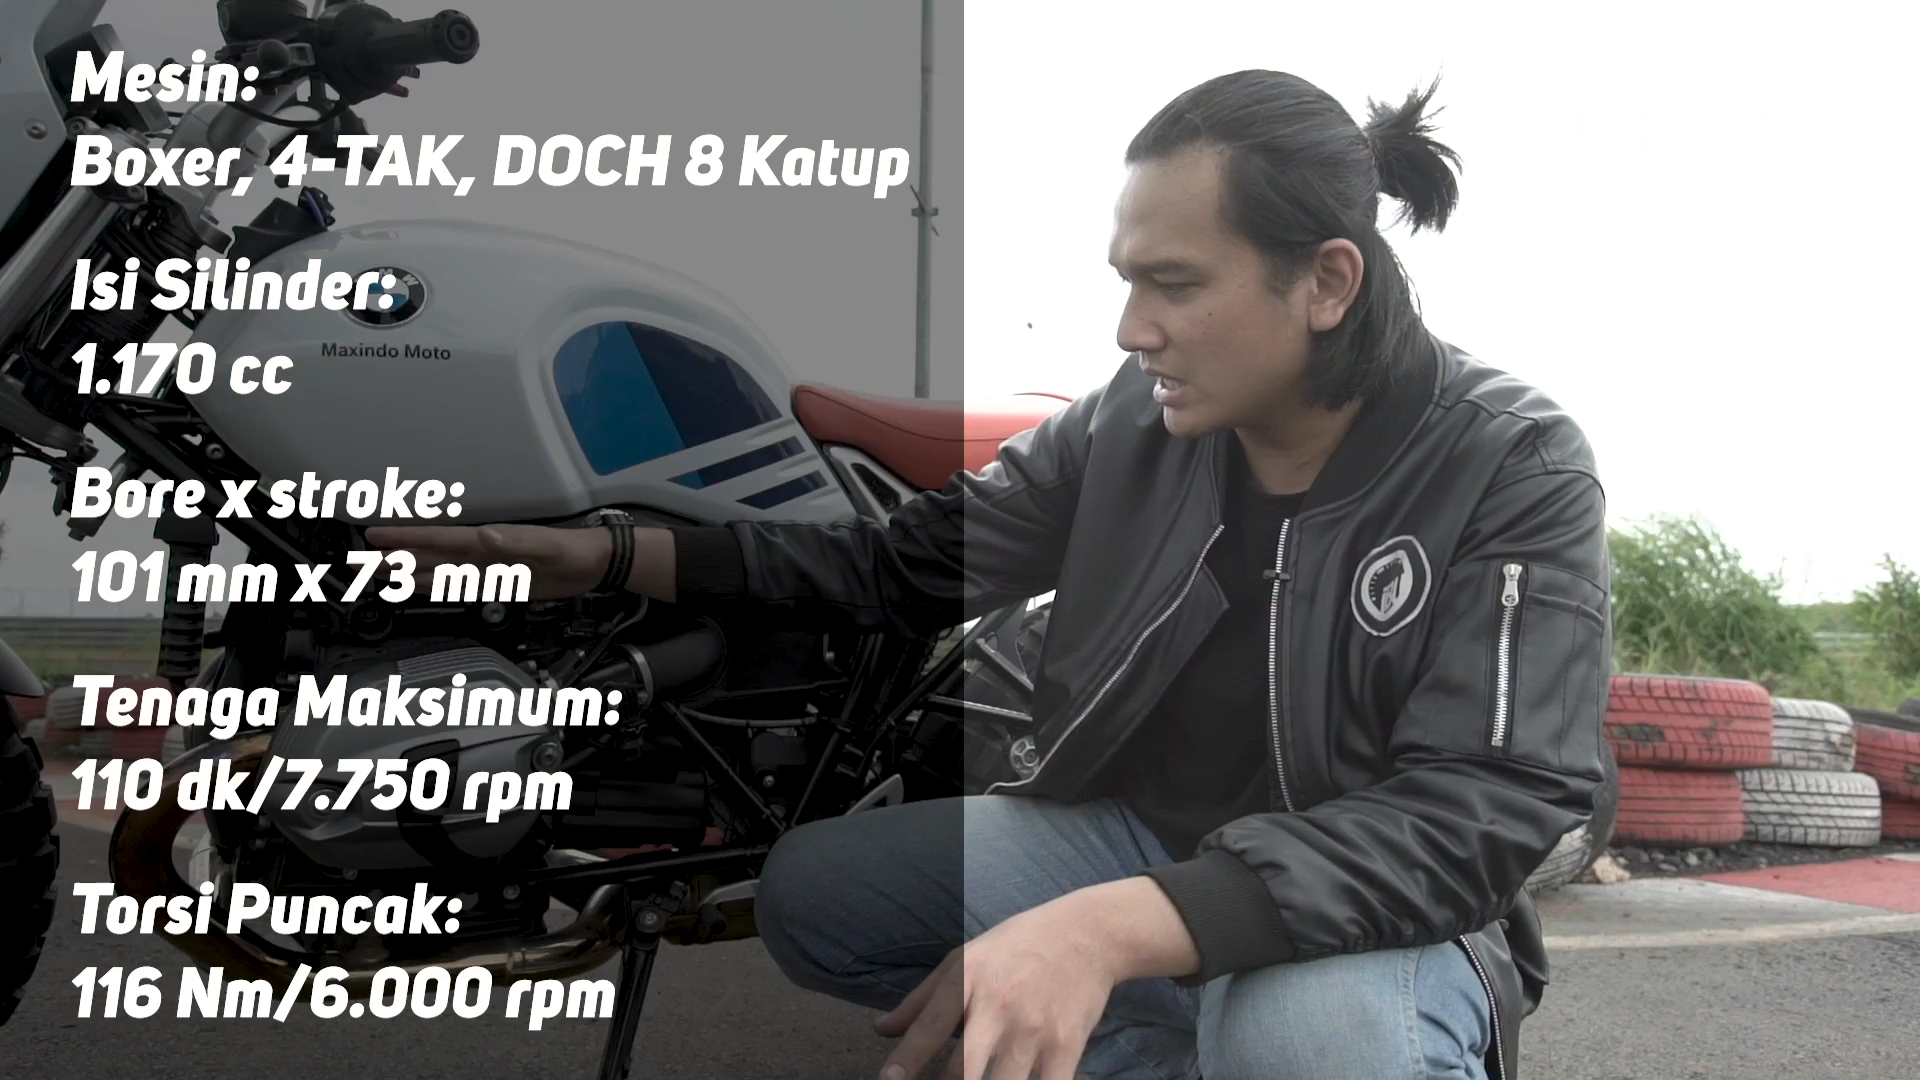 Mesin:
Boxer, 4-TAK, DOCH 8 Katup
Isi Silinder:
1.170 cc
Maxindo Moto
Bore x stroke:
101 mm x 73 mm
Tenaga Maksimum:
110 dk/7.750 rpm
Torsi Puncak:
116 Nm/6.000 rpm